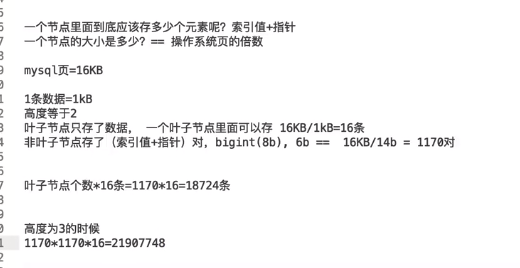 一个节点里面到底应该存多少个元素呢？索引值+指针
一个节点的大小是多少？== 操作系统页的倍数
mysql页=16KB
1条数据=1kB
高度等于2
叶子节点只存了数据， 一个叶子节点里面可以存 16KB/1kB=16条
非叶子节点存了（索引值+指针）对，bigint(8b), 6b ==  16KB/14b = 1170对
叶子节点个数*16条=1170*16=18724条
高度为3的时候
1170*1170*16=21907748